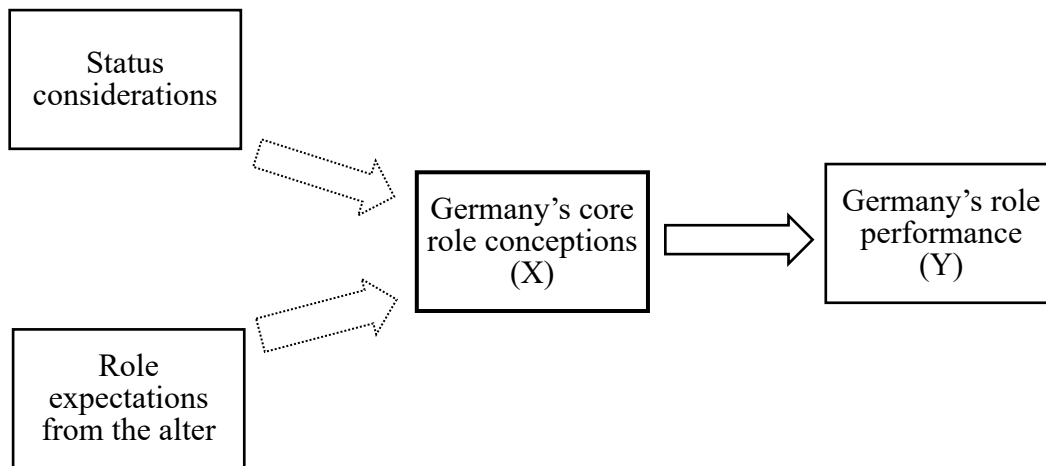 Status
considerations
Germany’s core
role conceptions
(X)
Germany’s role
performance
(Y)
Role
expectations
from the alter